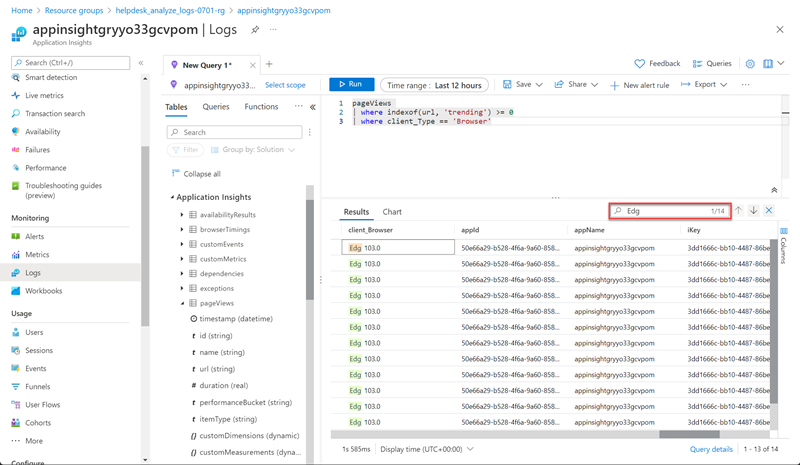 Home > Resource groups > helpdesk_analyze_logs-0701-rg > appinsightgryyo33gcvpom
appinsightgryyo33gcvpom | Logs
Application Insights
Search (Ctrl+/)
Smart detection
Live metrics
Transaction search
Availability
Failures
Performance
Troubleshooting guides
(preview)
Monitoring
Alerts
Metrics
Logs
Workbooks
Usage
Users
Sessions
Events
Funnels
User Flows
Cohorts
More
Configure
New Query 1*
Feedback
Queries
appinsightgryyo33...
Select scope
Run
Time range : Last 12 hours
Save
Share
New alert rule
Export
Tables
Queries
Functions
Search
Filter
Group by: Solution
Collapse all
Application Insights
availabilityResults
browserTimings
customEvents
customMetrics
dependencies
exceptions
pageViews
timestamp (datetime)
t id (string)
t name (string)
t url (string)
# duration (real)
t performanceBucket (string)
t itemType (string)
{} customDimensions (dynamic)
{} customMeasurements (dynamic)
1 pageViews
2 | where indexof(url, 'trending') >= 0
3 | where client_Type == 'Browser'
Results
Chart
Edg
1/14
client_Browser appId appName iKey
Edg 103.0 50e66a29-b528-4f6a-9a60-858... appinsightgryyo33gcvpom 3dd1666c-bb10-4487-86be
Edg 103.0 50e66a29-b528-4f6a-9a60-858... appinsightgryyo33gcvpom 3dd1666c-bb10-4487-86be
Edg 103.0 50e66a29-b528-4f6a-9a60-858... appinsightgryyo33gcvpom 3dd1666c-bb10-4487-86be
Edg 103.0 50e66a29-b528-4f6a-9a60-858... appinsightgryyo33gcvpom 3dd1666c-bb10-4487-86be
Edg 103.0 50e66a29-b528-4f6a-9a60-858... appinsightgryyo33gcvpom 3dd1666c-bb10-4487-86be
Edg 103.0 50e66a29-b528-4f6a-9a60-858... appinsightgryyo33gcvpom 3dd1666c-bb10-4487-86be
Edg 103.0 50e66a29-b528-4f6a-9a60-858... appinsightgryyo33gcvpom 3dd1666c-bb10-4487-86be
Edg 103.0 50e66a29-b528-4f6a-9a60-858... appinsightgryyo33gcvpom 3dd1666c-bb10-4487-86be
Edg 103.0 50e66a29-b528-4f6a-9a60-858... appinsightgryyo33gcvpom 3dd1666c-bb10-4487-86be
Edg 103.0 50e66a29-b528-4f6a-9a60-858... appinsightgryyo33gcvpom 3dd1666c-bb10-4487-86be
Edg 103.0 50e66a29-b528-4f6a-9a60-858... appinsightgryyo33gcvpom 3dd1666c-bb10-4487-86be
Edg 103.0 50e66a29-b528-4f6a-9a60-858... appinsightgryyo33gcvpom 3dd1666c-bb10-4487-86be
Columns
1s 585ms
Display time (UTC+00:00)
Query details
1 - 13 of 14